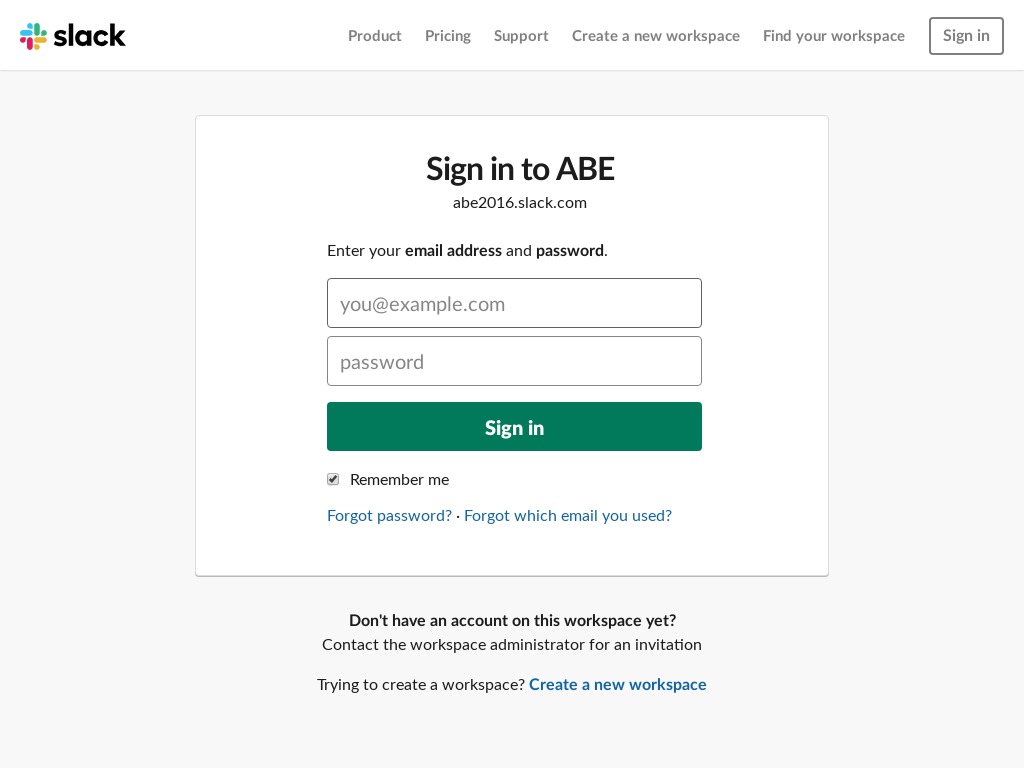 slack
Product
Pricing
Support
Create a new workspace
Find your workspace
Sign in
Sign in to ABE
abe2016.slack.com
Enter your email address and password.
you@example.com
password
Sign in
Remember me
Forgot password? · Forgot which email you used?
Don't have an account on this workspace yet?
Contact the workspace administrator for an invitation
Trying to create a workspace? Create a new workspace